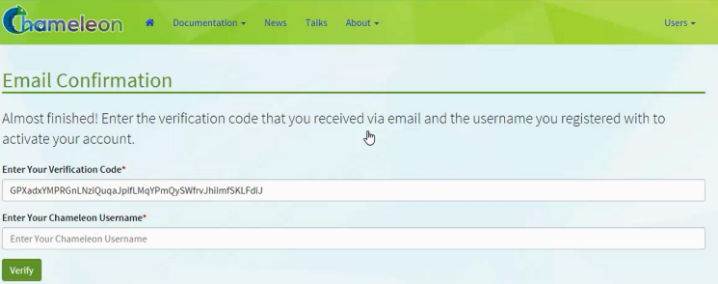 Chameleon Documentation News Talks About Users
Email Confirmation
Almost finished! Enter the verification code that you received via email and the username you registered with to
activate your account.
Enter Your Verification Code*
GPXadxYMPRGnLNziQuqaJpIfLMqYPmQySWfrvJhiImfSKLFdiJ
Enter Your Chameleon Username*
Enter Your Chameleon Username
Verify